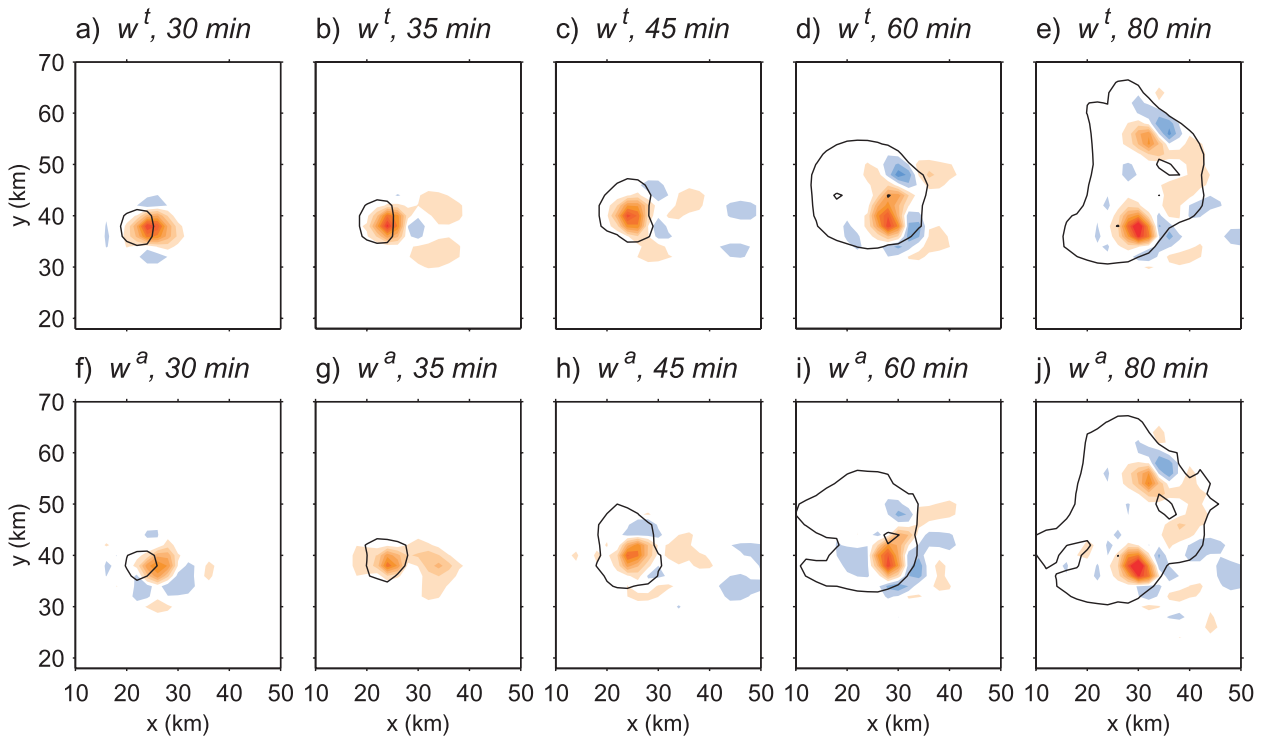 a) w t, 30 min
b) w t, 35 min
c) w t, 45 min
d) w t, 60 min
e) w t, 80 min
70
60
50
40
30
20
y (km)
f) w a, 30 min
g) w a, 35 min
h) w a, 45 min
i) w a, 60 min
j) w a, 80 min
70
60
50
40
30
20
y (km)
10 20 30 40 50
10 20 30 40 50
10 20 30 40 50
10 20 30 40 50
10 20 30 40 50
x (km)
x (km)
x (km)
x (km)
x (km)